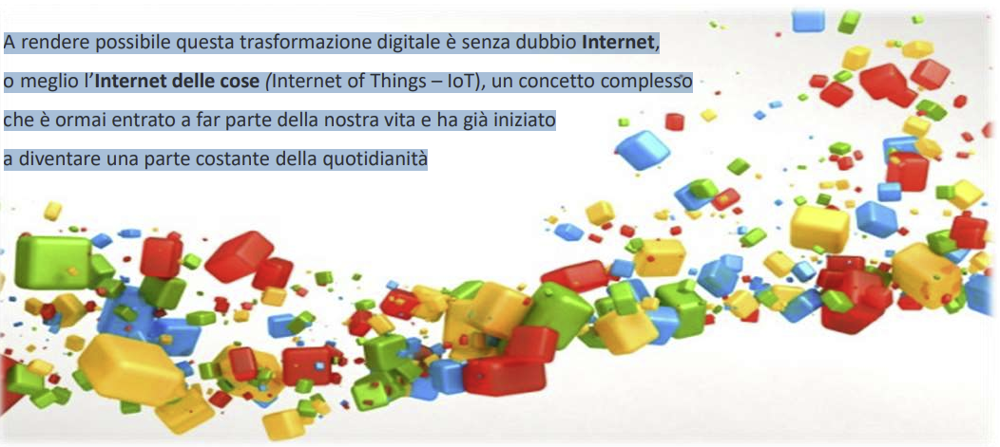 A rendere possibile questa trasformazione digitale è senza dubbio Internet,
o meglio l’Internet delle cose (Internet of Things – IoT), un concetto complesso
che è ormai entrato a far parte della nostra vita e ha già iniziato
a diventare una parte costante della quotidianità